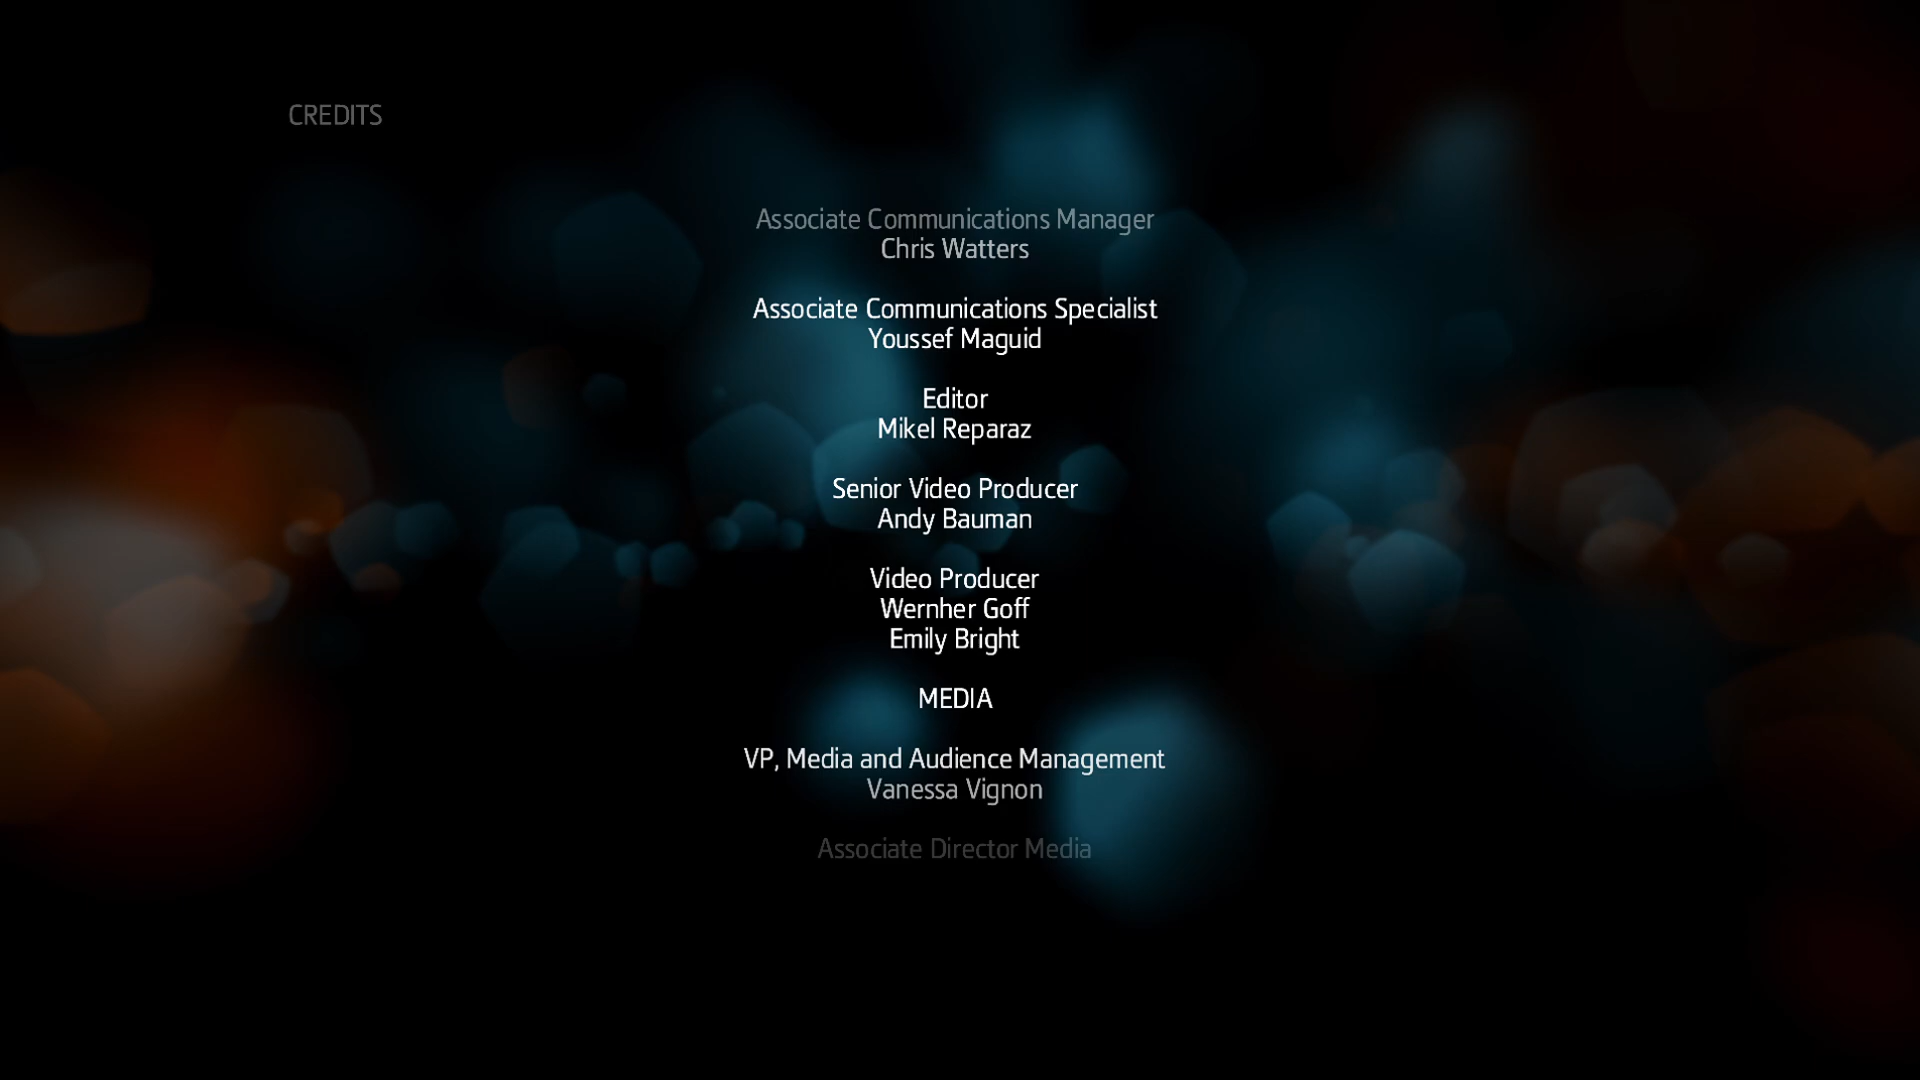 CREDITS
Associate Communications Manager
Chris Watters
Associate Communications Specialist
Youssef Maguid
Editor
Mikel Reparaz
Senior Video Producer
Andy Bauman
Video Producer
Wernher Goff
Emily Bright
MEDIA
VP, Media and Audience Management
Vanessa Vignon
Associate Director Media